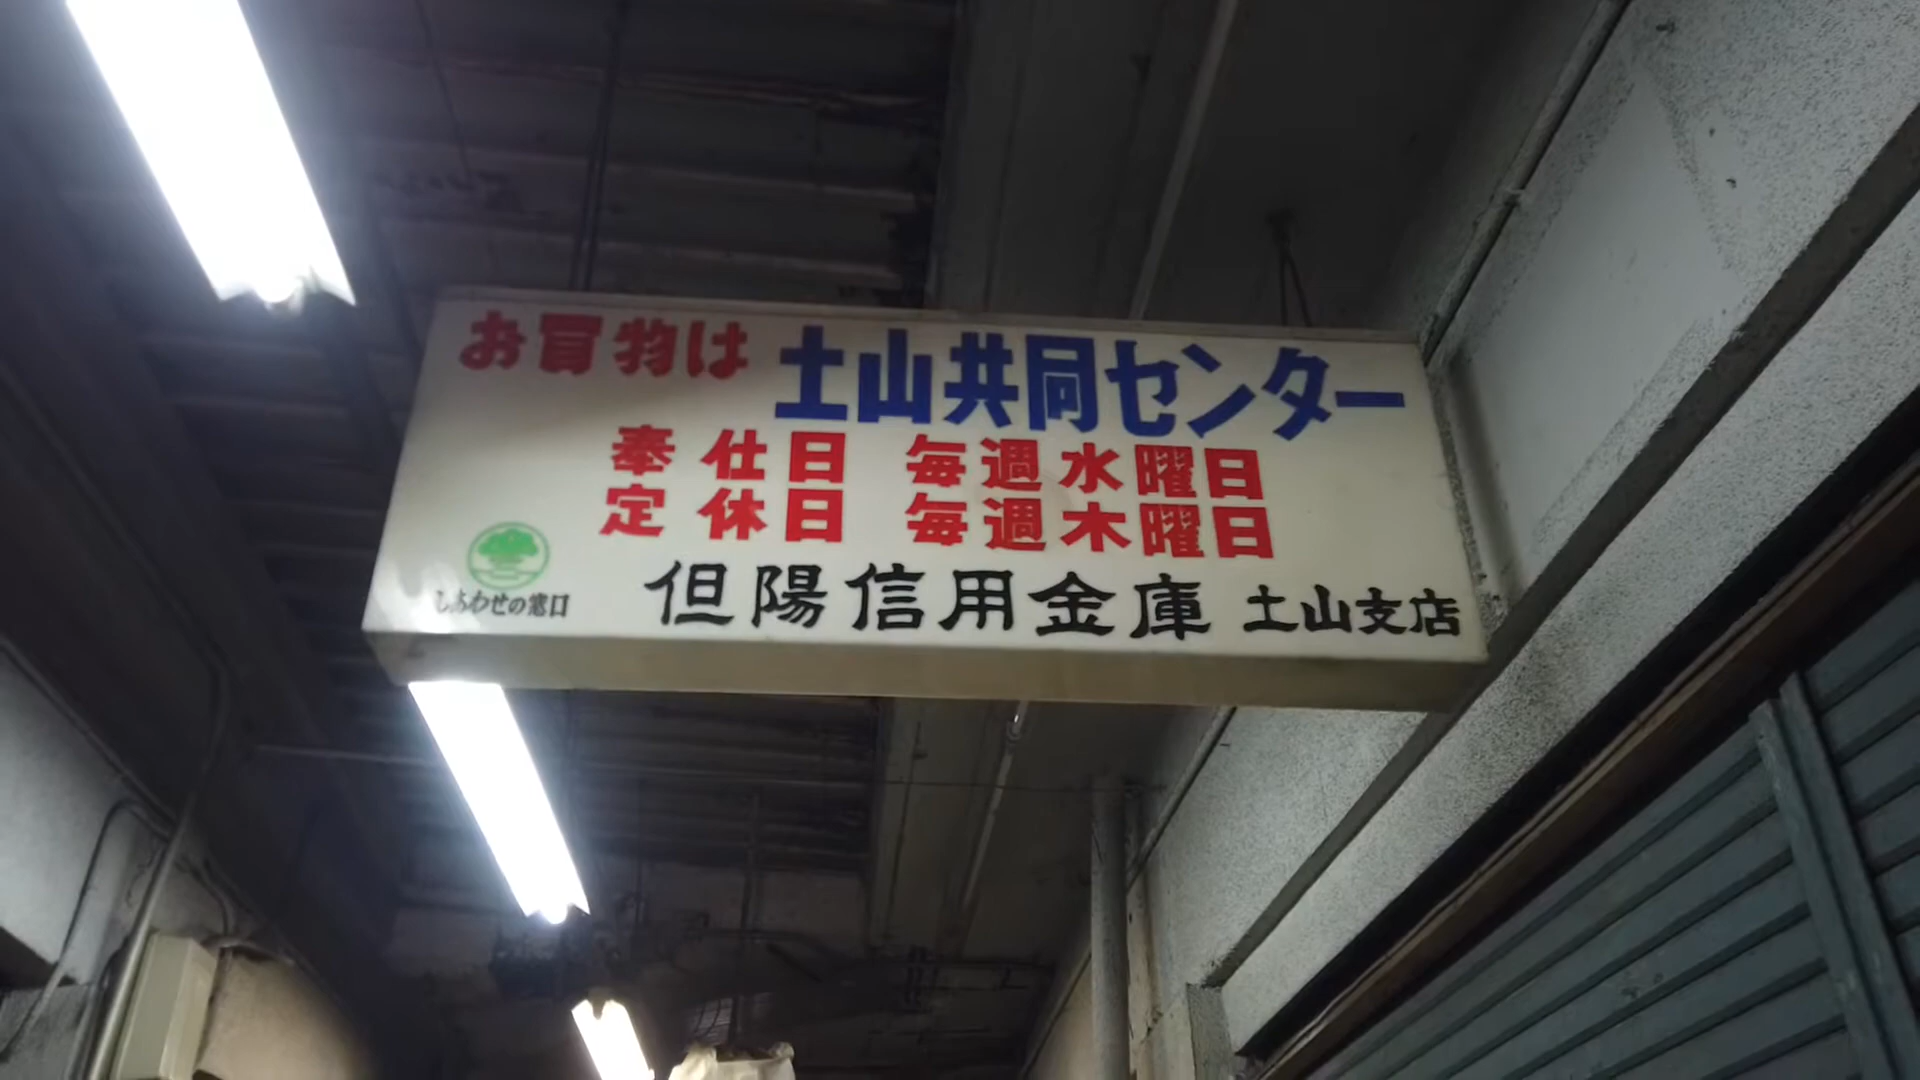 お買物は 土山共同センター
奉仕日 毎週水曜日
定休日 毎週木曜日
しあわせの窓口
但陽信用金庫 土山支店